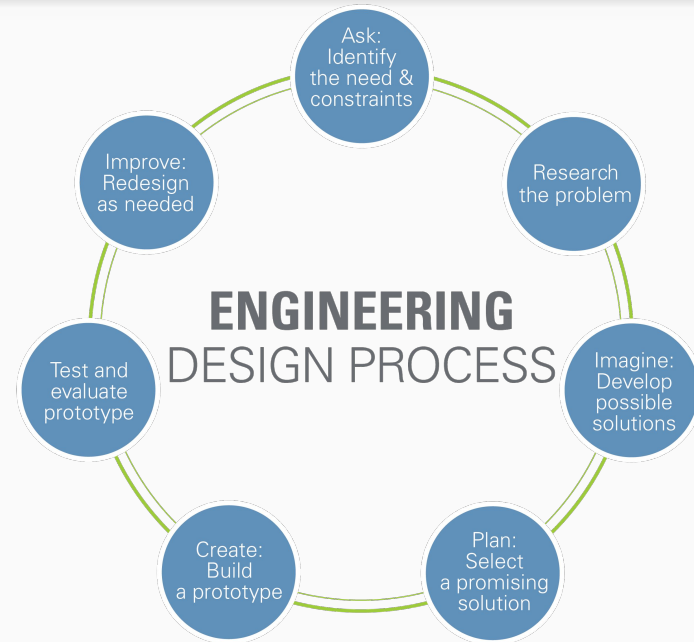 Ask:
Identify
the need &
constraints
Research
the problem
Imagine:
Develop
possible
solutions
Plan:
Select
a promising
solution
Create:
Build
a prototype
Test and
evaluate
prototype
Improve:
Redesign
as needed
ENGINEERING
DESIGN PROCESS